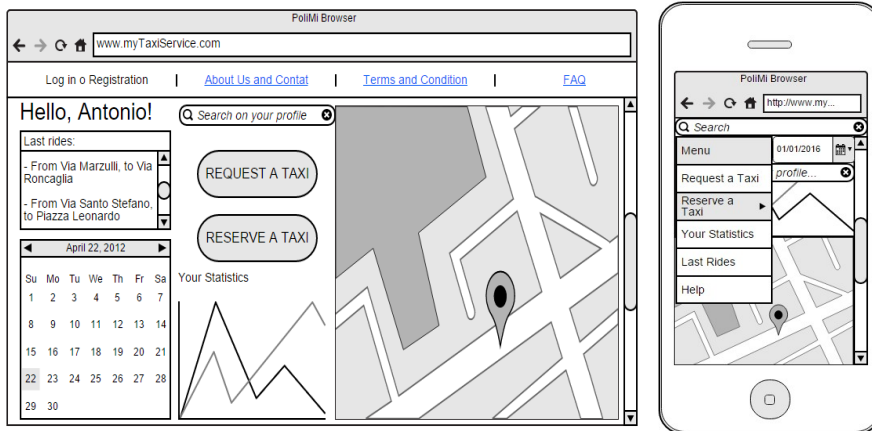 PoliMi Browser
www.myTaxiService.com
Log in o Registration
About Us and Contat
Terms and Condition
FAQ
Hello, Antonio!
Last rides:
- From Via Marzulli, to Via
Roncaglia
- From Via Santo Stefano,
to Piazza Leonardo
April 22, 2012
Su Mo Tu We Th Fr Sa
1 2 3 4 5 6 7
8 9 10 11 12 13 14
15 16 17 18 19 20 21
22 23 24 25 26 27 28
29 30
Search on your profile
REQUEST A TAXI
RESERVE A TAXI
Your Statistics
PoliMi Browser
http://www.my...
Search
Menu
01/01/2016
Request a Taxi
profile...
Reserve a
Taxi
Your Statistics
Last Rides
Help